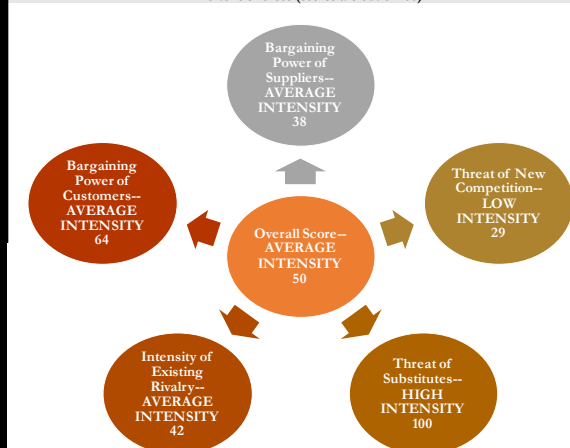 Bargaining
Power of
Suppliers--
AVERAGE
INTENSITY
38
Bargaining
Power of
Customers--
AVERAGE
INTENSITY
64
Threat of New
Competition--
LOW
INTENSITY
29
Overall Score--
AVERAGE
INTENSITY
50
Intensity of
Existing
Rivalry--
AVERAGE
INTENSITY
42
Threat of
Substitutes--
HIGH
INTENSITY
100